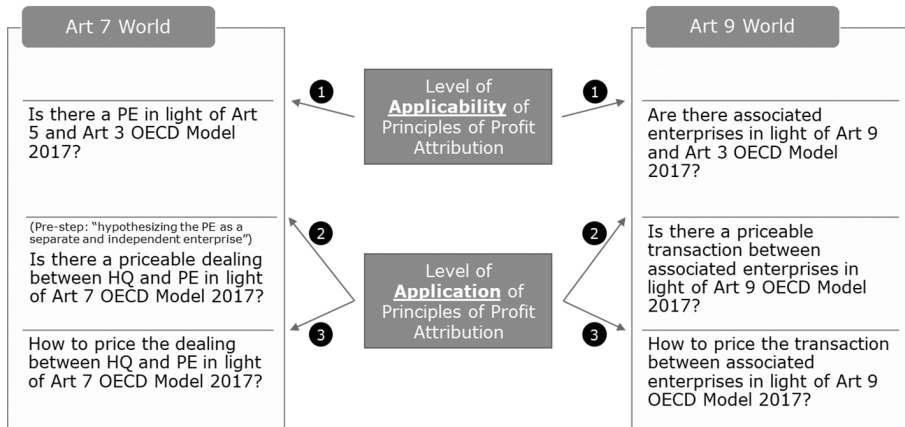 Art 7 World
Is there a PE in light of Art
5 and Art 3 OECD Model
2017?
(Pre-step: “hypothesizing the PE as a
separate and independent enterprise”)
Is there a priceable dealing
between HQ and PE in light
of Art 7 OECD Model 2017?
How to price the dealing
between HQ and PE in light
of Art 7 OECD Model 2017?
1
2
3
Level of
Applicability of
Principles of Profit
Attribution
Level of
Application of
Principles of Profit
Attribution
1
2
3
Art 9 World
Are there associated
enterprises in light of Art 9
and Art 3 OECD Model
2017?
Is there a priceable
transaction between
associated enterprises in
light of Art 9 OECD Model
2017?
How to price the transaction
between associated
enterprises in light of Art 9
OECD Model 2017?